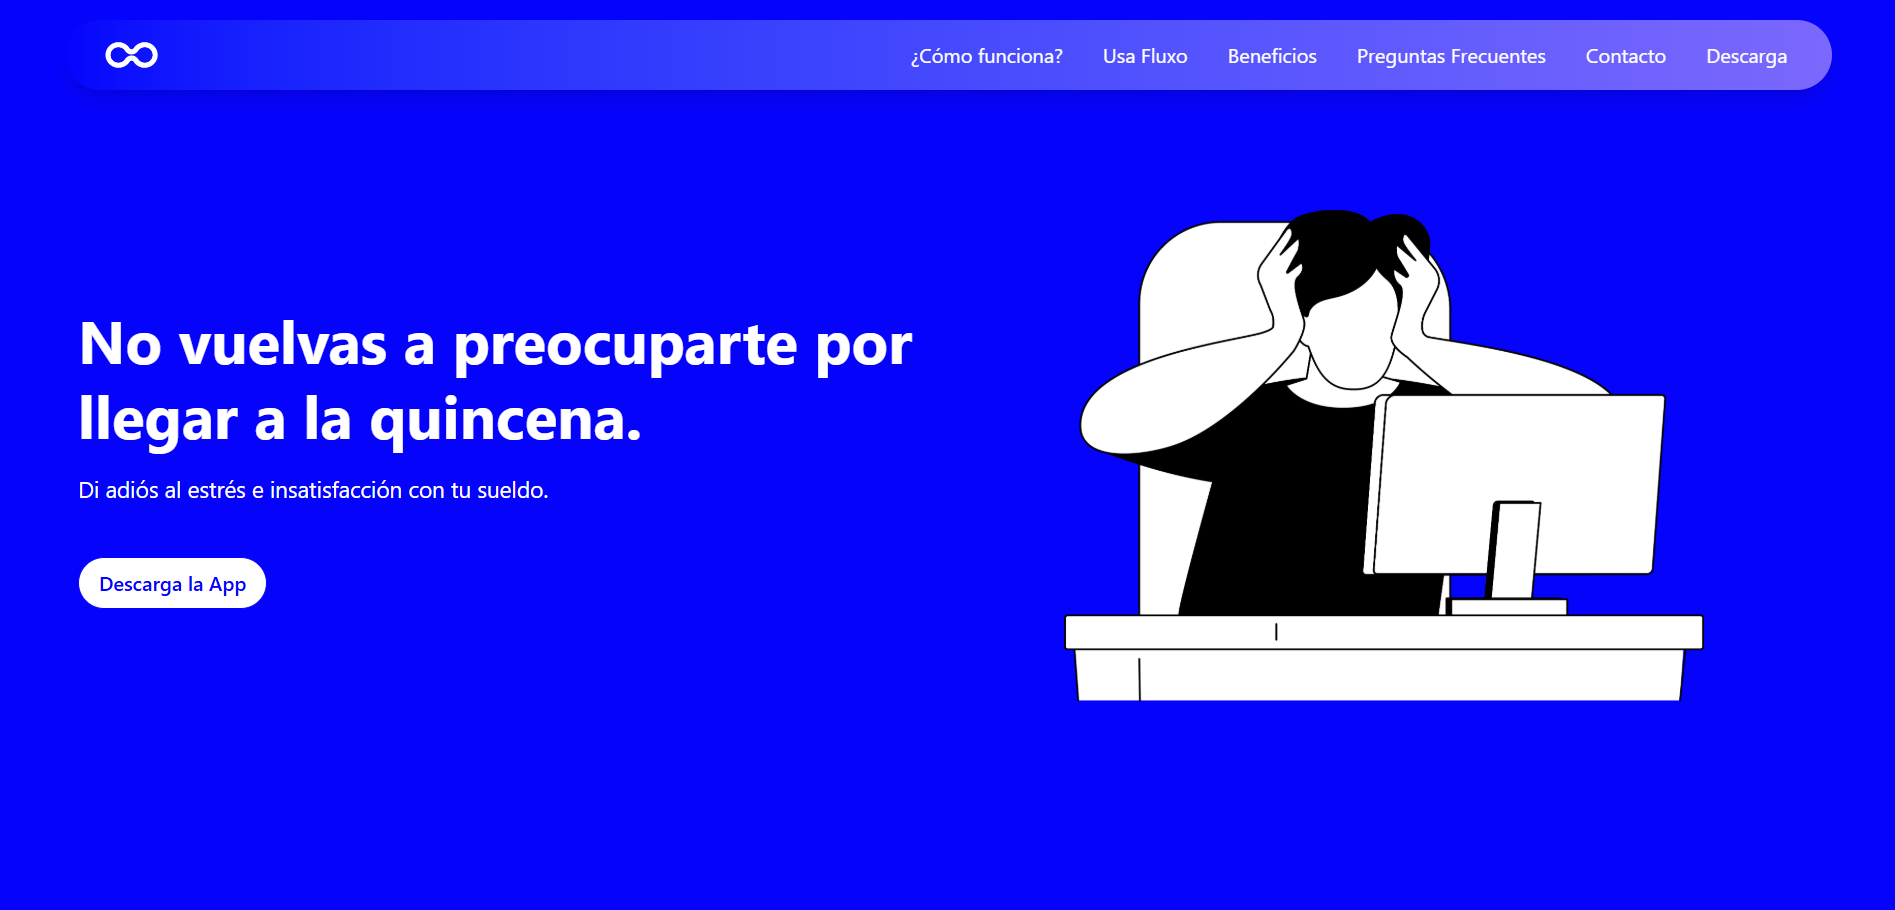 ¿Cómo funciona? Usa Fluxo Beneficios Preguntas Frecuentes Contacto Descarga
No vuelvas a preocuparte por
llegar a la quincena.
Di adiós al estrés e insatisfacción con tu sueldo.
Descarga la App